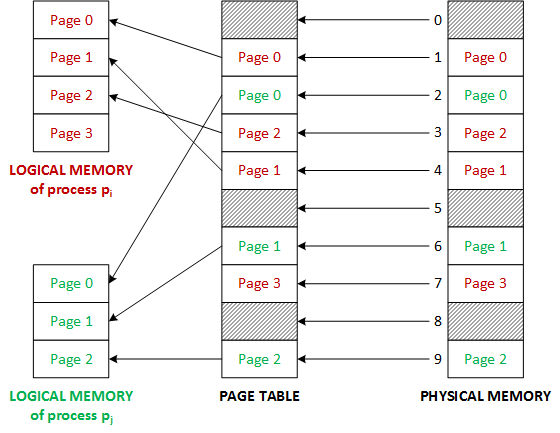 Page 0
Page 1
Page 2
Page 3
LOGICAL MEMORY
of process pi
Page 0
Page 1
Page 2
LOGICAL MEMORY
of process pj
Page 0
Page 0
Page 2
Page 1
Page 1
Page 3
Page 2
PAGE TABLE
0
1
2
3
4
5
6
7
8
9
Page 0
Page 0
Page 2
Page 1
Page 1
Page 3
Page 2
PHYSICAL MEMORY